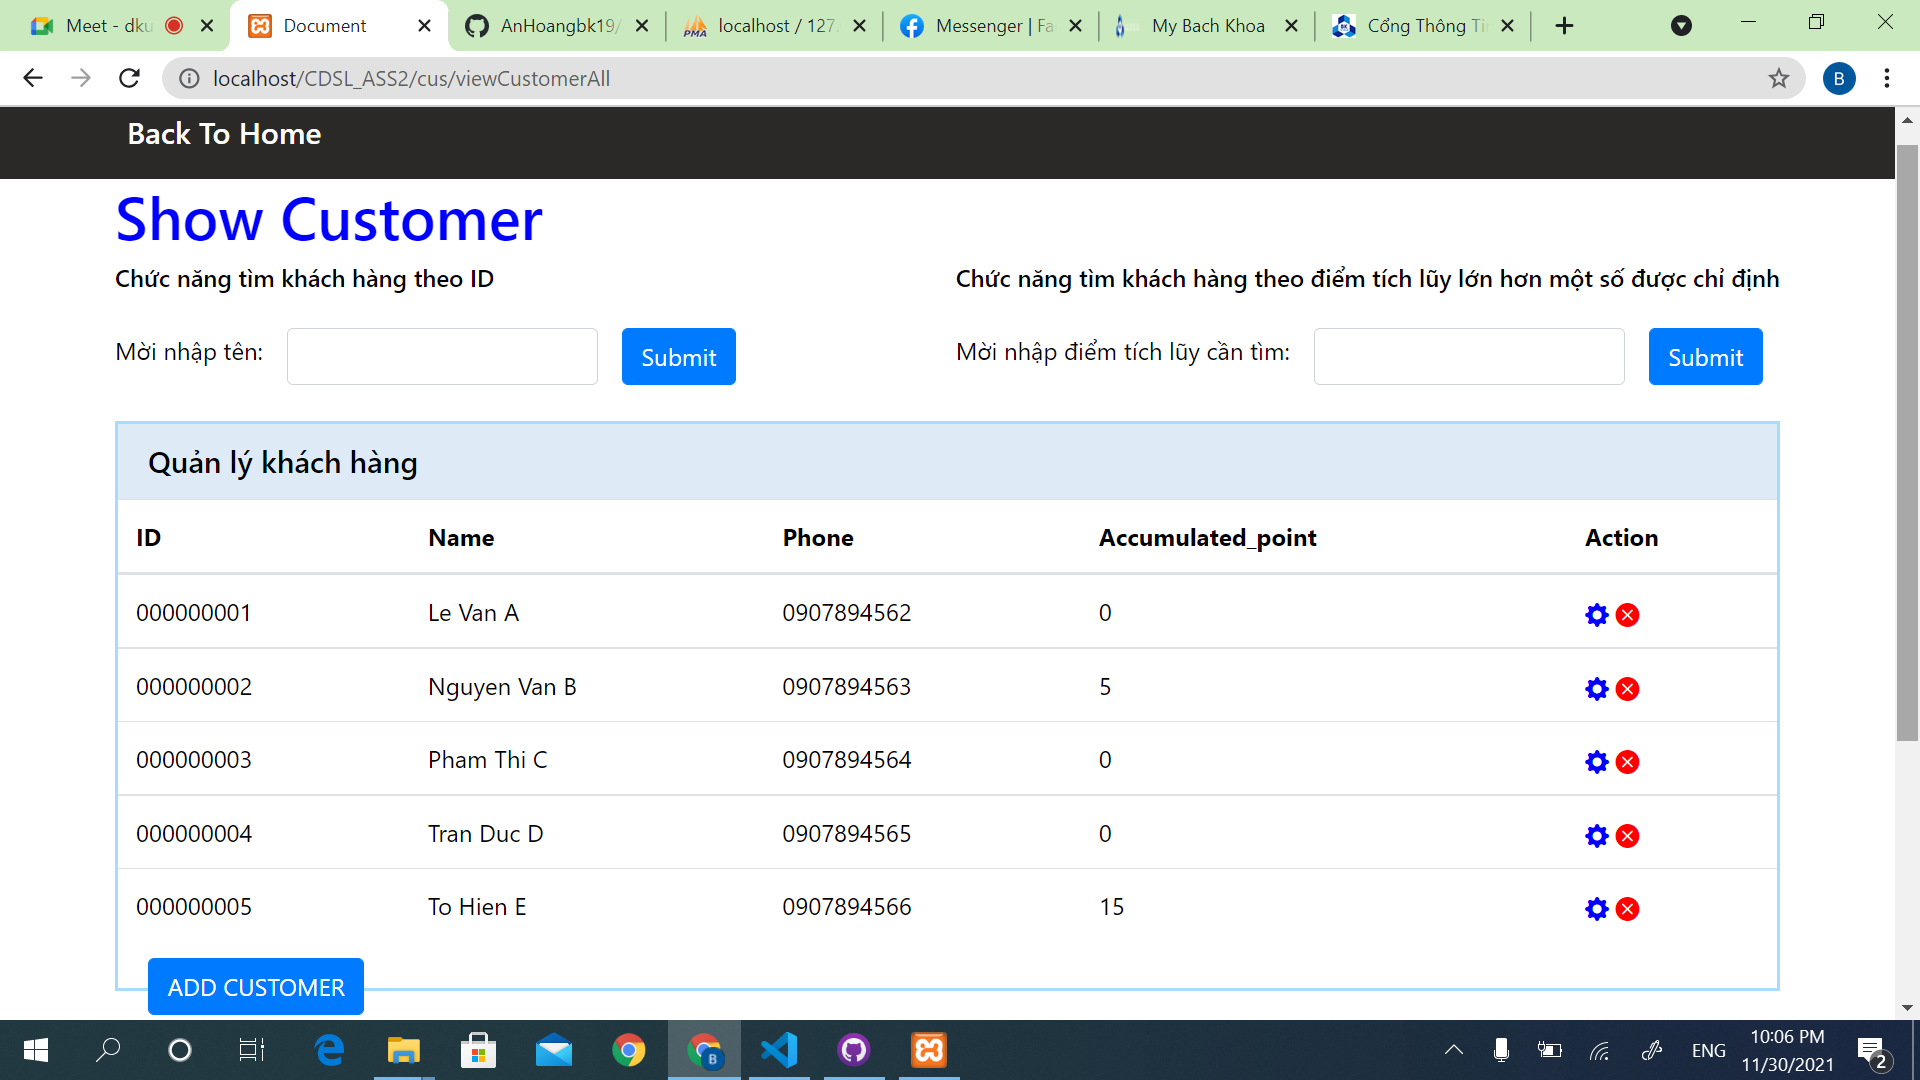 Meet - dku
Document
AnHoangbk19/
localhost / 127.
Messenger | Fa
My Bach Khoa
Cổng Thông Ti
localhost/CDSL_ASS2/cus/viewCustomerAll
B
Back To Home
Show Customer
Chức năng tìm khách hàng theo ID
Chức năng tìm khách hàng theo điểm tích lũy lớn hơn một số được chỉ định
Mời nhập tên:
Submit
Mời nhập điểm tích lũy cần tìm:
Submit
Quản lý khách hàng
ID Name Phone Accumulated_point Action
000000001 Le Van A 0907894562 0
000000002 Nguyen Van B 0907894563 5
000000003 Pham Thi C 0907894564 0
000000004 Tran Duc D 0907894565 0
000000005 To Hien E 0907894566 15
ADD CUSTOMER
B
ENG
10:06 PM
11/30/2021
2